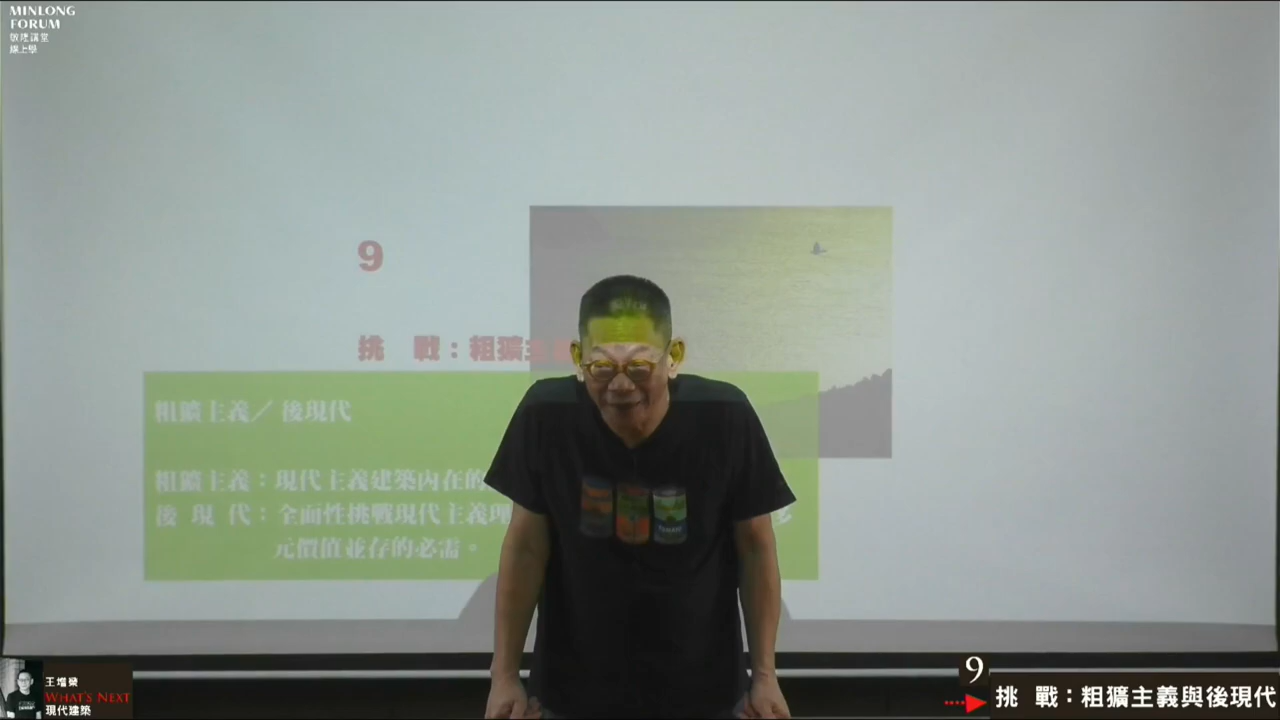 MINLONG
FORUM
敏隆講堂
線上學
9
挑 戰：粗獷主
粗獷主義／後現代
粗獷主義：現代主義建築內在的
後 現 代：全面性挑戰現代主義理
元價值並存的必需。
王增榮
WHAT'S NEXT
現代建築
9
挑 戰：粗獷主義與後現代